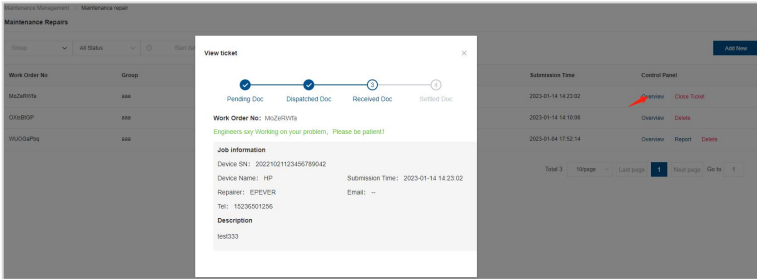 Maintenance Management Maintenance repair
Maintenance Repairs
Group All Status Start
Add New
Work Order No Group Submission Time Control Panel
MoZeRWfa aaa 2023-01-14 14:23:02 Overview Close Ticket
aaa 2023-01-14 14:10:06 Overview Delete
aaa 2023-01-04 17:52:14 Overview Report Delete
Total 3 10/page Last page 1 Next page Go to 1
View ticket ×
3 4
Pending Doc Dispatched Doc Received Doc Settled Doc
Work Order No: MoZeRWfa
Engineers say Working on your problem, Please be patient!
Job information
Device SN: 20221021123456789042
Device Name: HP Submission Time: 2023-01-14 14:23:02
Repairer: EPEVER Email: --
Tel: 15236501256
Description
test333